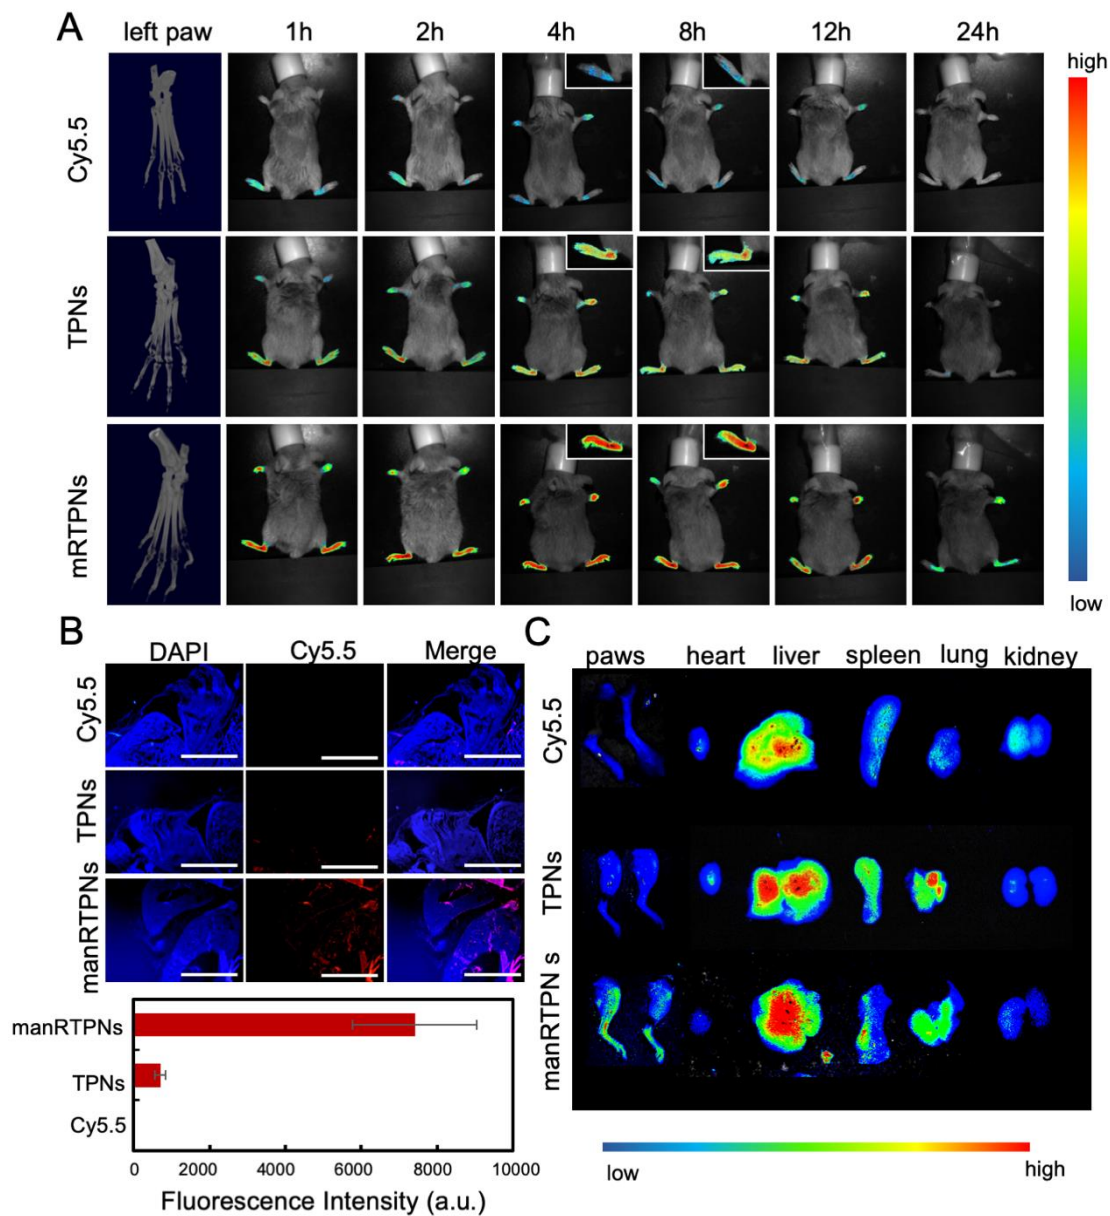 A
left paw 1h 2h 4h 8h 12h 24h
high
Cy5.5
TPNs
mRTPNs
low
B
DAPI Cy5.5 Merge
Cy5.5
TPNs
manRTPNs
manRTPNs
TPNs
Cy5.5
0 2000 4000 6000 8000 10000
Fluorescence Intensity (a.u.)
C
paws heart liver spleen lung kidney
Cy5.5
TPNs
manRTPN s
low high